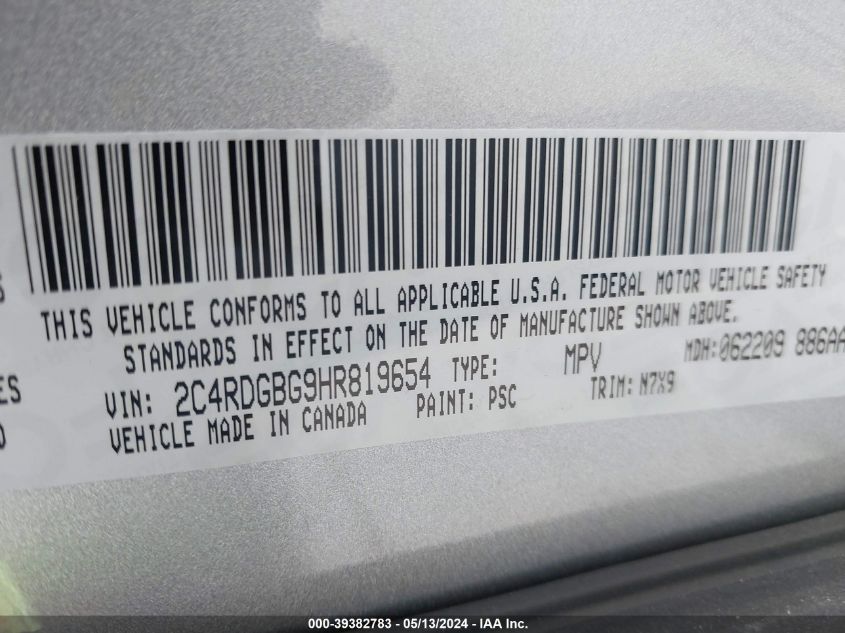 THIS VEHICLE CONFORMS TO ALL APPLICABLE U.S.A. FEDERAL MOTOR VEHICLE SAFETY
STANDARDS IN EFFECT ON THE DATE OF MANUFACTURE SHOWN ABOVE.
VIN: 2C4RDGBG9HR819654 TYPE: MPV MDH:062209 886AA
VEHICLE MADE IN CANADA PAINT: PSC TRIM: N7X9
000-39382783 - 05/13/2024 - IAA Inc.